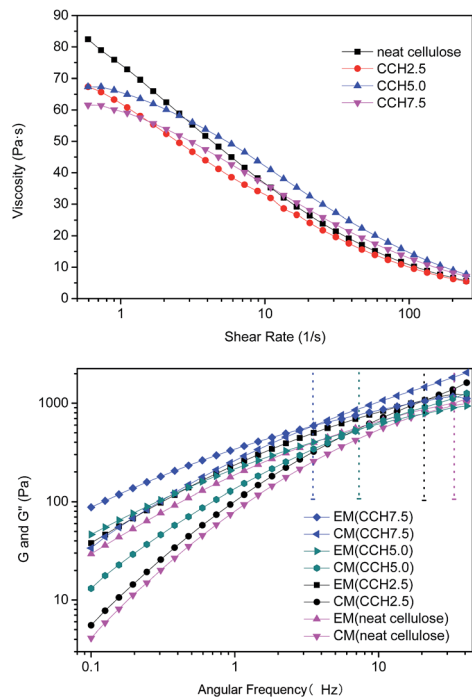 90
80
70
60
50
40
30
20
10
0
Viscosity (Pa·s)
neat cellulose
CCH2.5
CCH5.0
CCH7.5
1 10 100
Shear Rate (1/s)
1000
100
10
G and G" (Pa)
EM(CCH7.5)
CM(CCH7.5)
EM(CCH5.0)
CM(CCH5.0)
EM(CCH2.5)
CM(CCH2.5)
EM(neat cellulose)
CM(neat cellulose)
0.1 1 10
Angular Frequency( Hz)